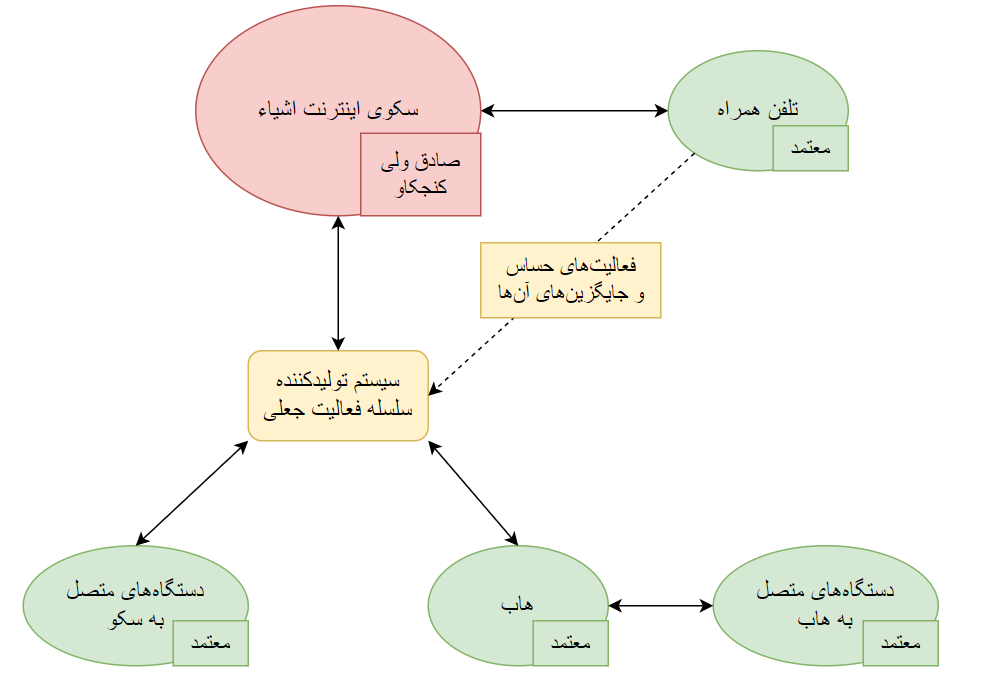 سکوی اینترنت اشیاء
صادق ولی
کنجکاو
تلفن همراه
معتمد
فعالیت‌های حساس
و جایگزین‌های آن‌ها
سیستم تولیدکننده
سلسله فعالیت جعلی
دستگاه‌های متصل
به سکو
معتمد
هاب
معتمد
دستگاه‌های متصل
به هاب
معتمد